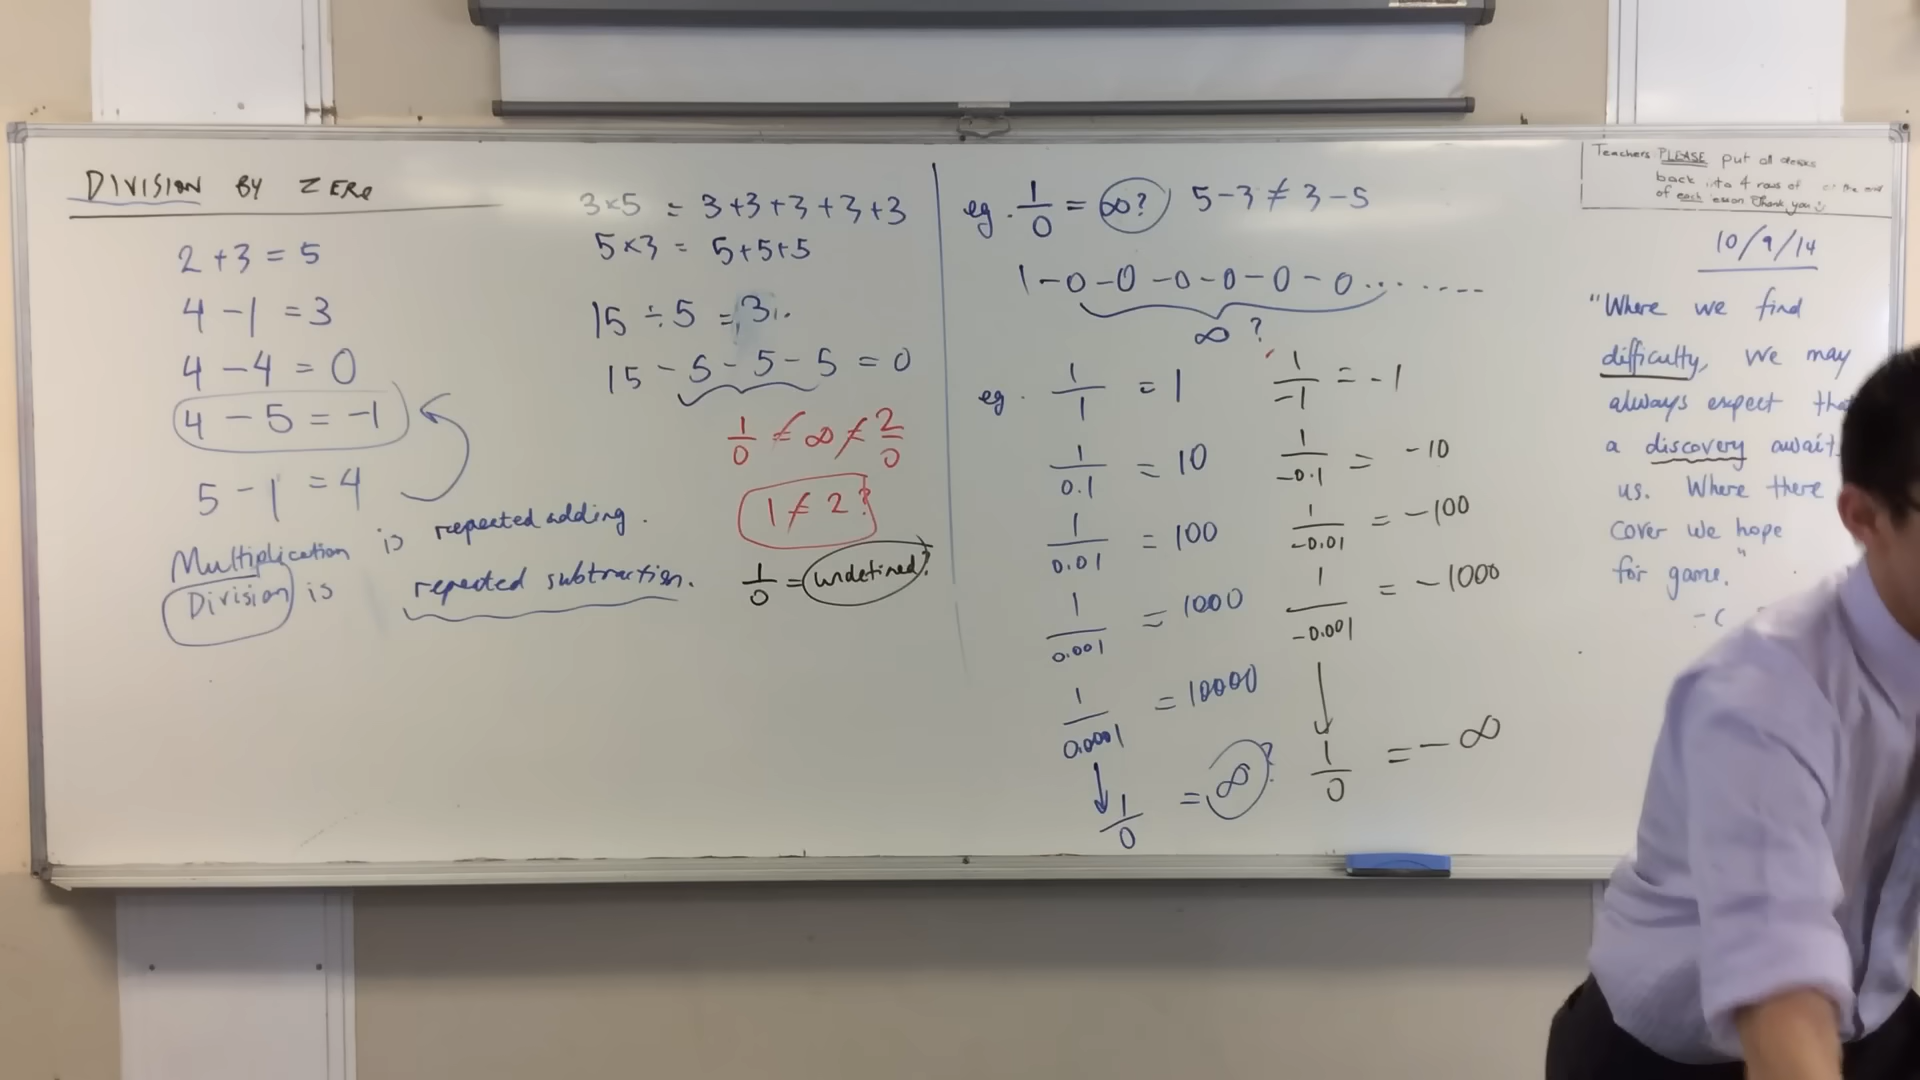 DIVISION BY ZERO
2 + 3 = 5
4 - 1 = 3
4 - 4 = 0
4 - 5 = -1
5 - 1 = 4
Multiplication is repeated adding.
Division is repeated subtraction.
3×5 = 3+3+3+3+3
5×3 = 5+5+5
15 ÷ 5 = 3
15 - 5 - 5 - 5 = 0
1/0 ≠ ∞ ≠ 2/0
1 ≠ 2?
1/0 = undefined?
eg. 1/0 = ∞? 5-3 ≠ 3-5
1-0-0-0-0-0-0.......
∞ ?
eg. 1/1 = 1
1/0.1 = 10
1/0.01 = 100
1/0.001 = 1000
1/0.0001 = 10000
1/0 = ∞?
1/-1 = -1
1/-0.1 = -10
1/-0.01 = -100
1/-0.001 = -1000
1/0 = -∞
Teachers PLEASE put all desks
back into 4 rows of at the end
of each lesson Thank you
10/9/14
"Where we find
difficulty, we may
always expect that
a discovery await
us. Where there
cover we hope
for game."
- C